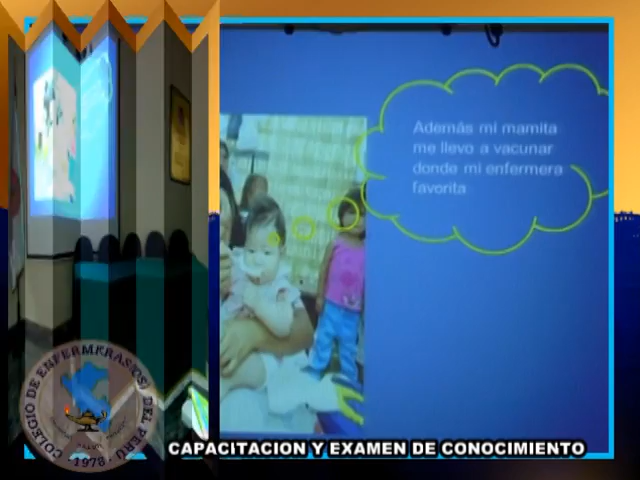 Además mi mamita
me llevo a vacunar
donde mi enfermera
favorita
COLEGIO DE ENFERMERAS(OS) DEL PERU
· 1978 ·
CAPACITACION Y EXAMEN DE CONOCIMIENTO